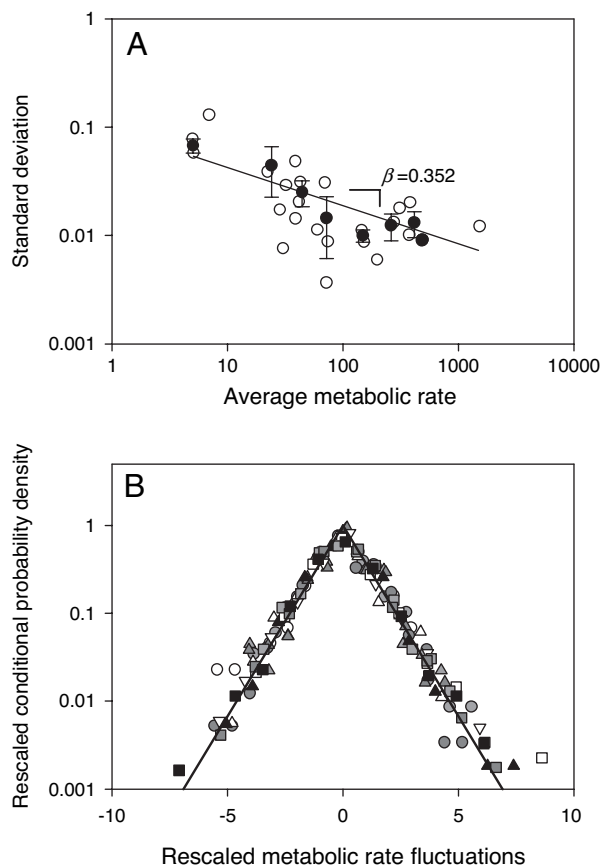 A
1
0.1
0.01
0.001
Standard deviation
β=0.352
1
10
100
1000
10000
Average metabolic rate
B
1
0.1
0.01
0.001
Rescaled conditional probability density
-10
-5
0
5
10
Rescaled metabolic rate fluctuations